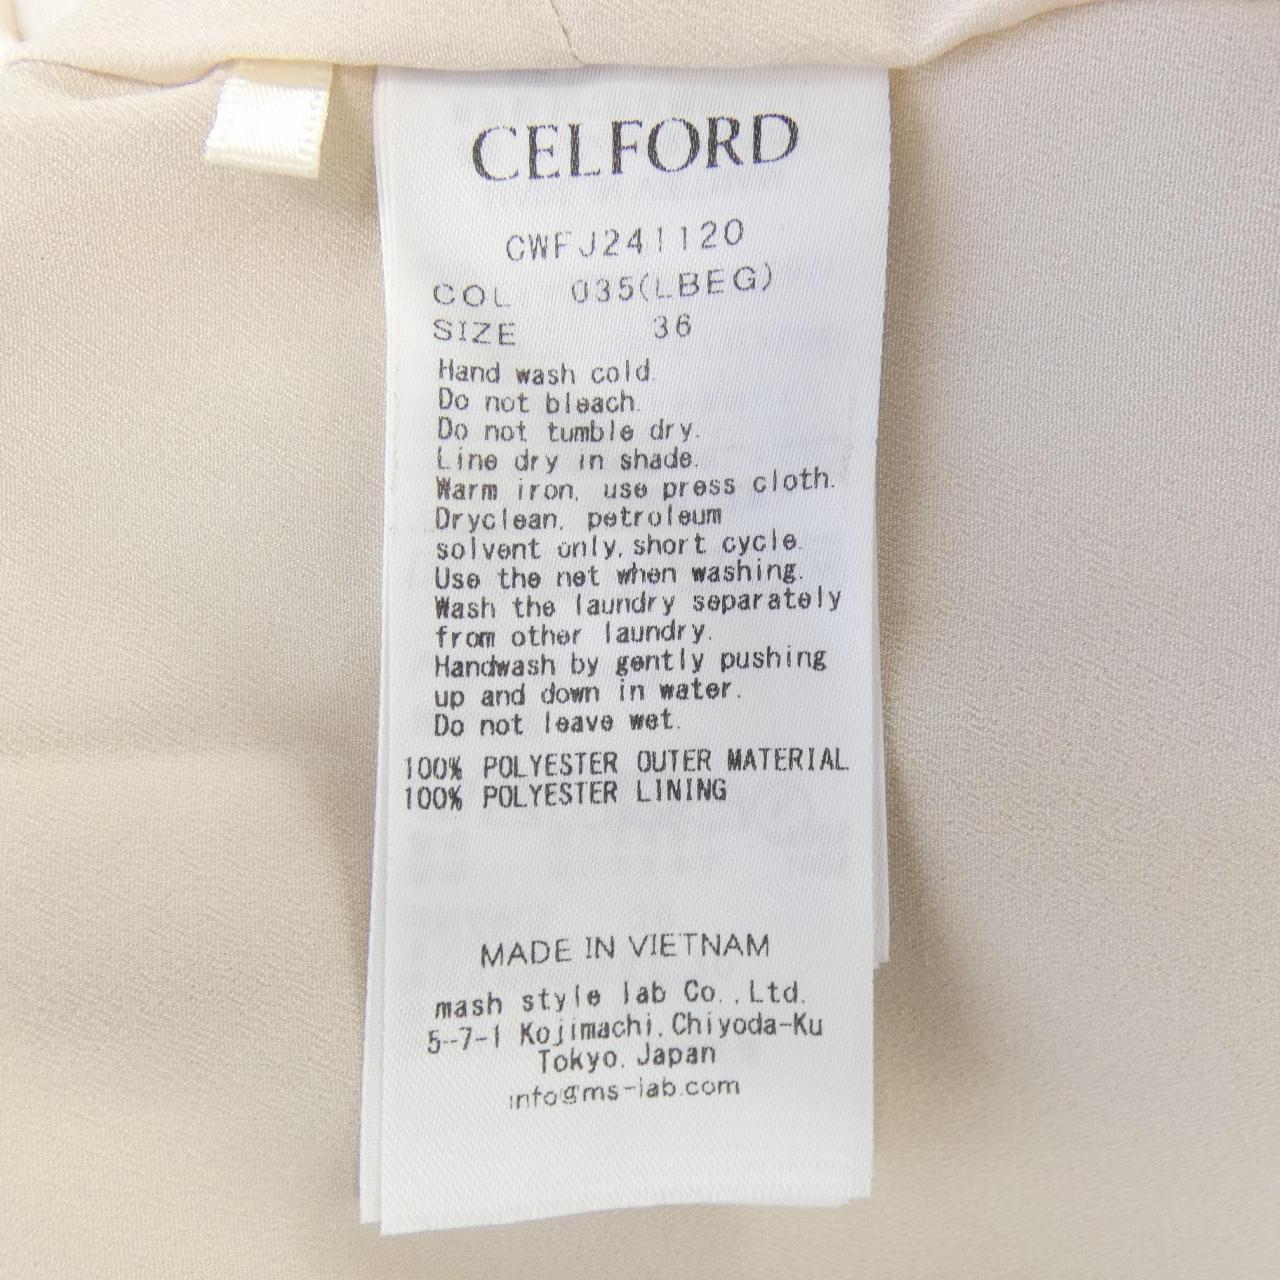 CELFORD
CWFJ241120
COL 035(LBEG)
SIZE 36
Hand wash cold.
Do not bleach.
Do not tumble dry.
Line dry in shade.
Warm iron, use press cloth.
Dryclean, petroleum
solvent only, short cycle.
Use the net when washing.
Wash the laundry separately
from other laundry.
Handwash by gently pushing
up and down in water.
Do not leave wet.
100% POLYESTER OUTER MATERIAL
100% POLYESTER LINING
MADE IN VIETNAM
mash style lab Co.,Ltd.
5-7-1 Kojimachi, Chiyoda-Ku
Tokyo, Japan
info@ms-lab.com